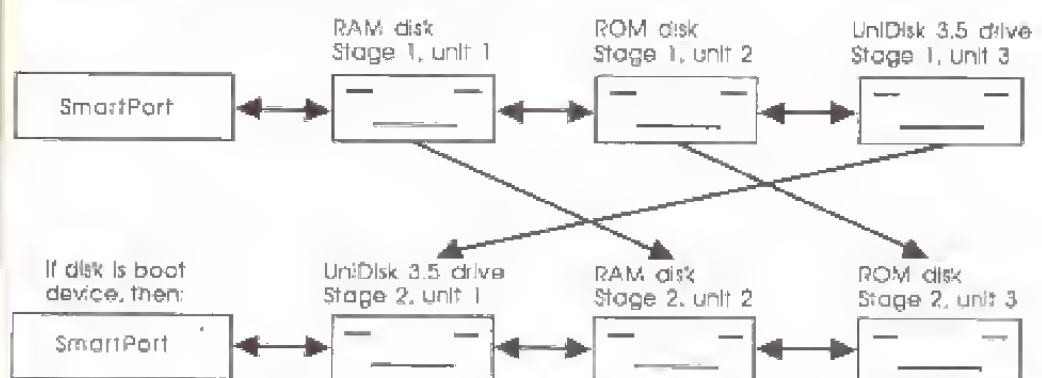 RAM disk
Stage 1, unit 1
ROM disk
Stage 1, unit 2
UniDisk 3.5 drive
Stage 1, unit 3
SmartPort
If disk is boot
device, then:
UniDisk 3.5 drive
Stage 2, unit 1
RAM disk
Stage 2, unit 2
ROM disk
Stage 2, unit 3
SmartPort